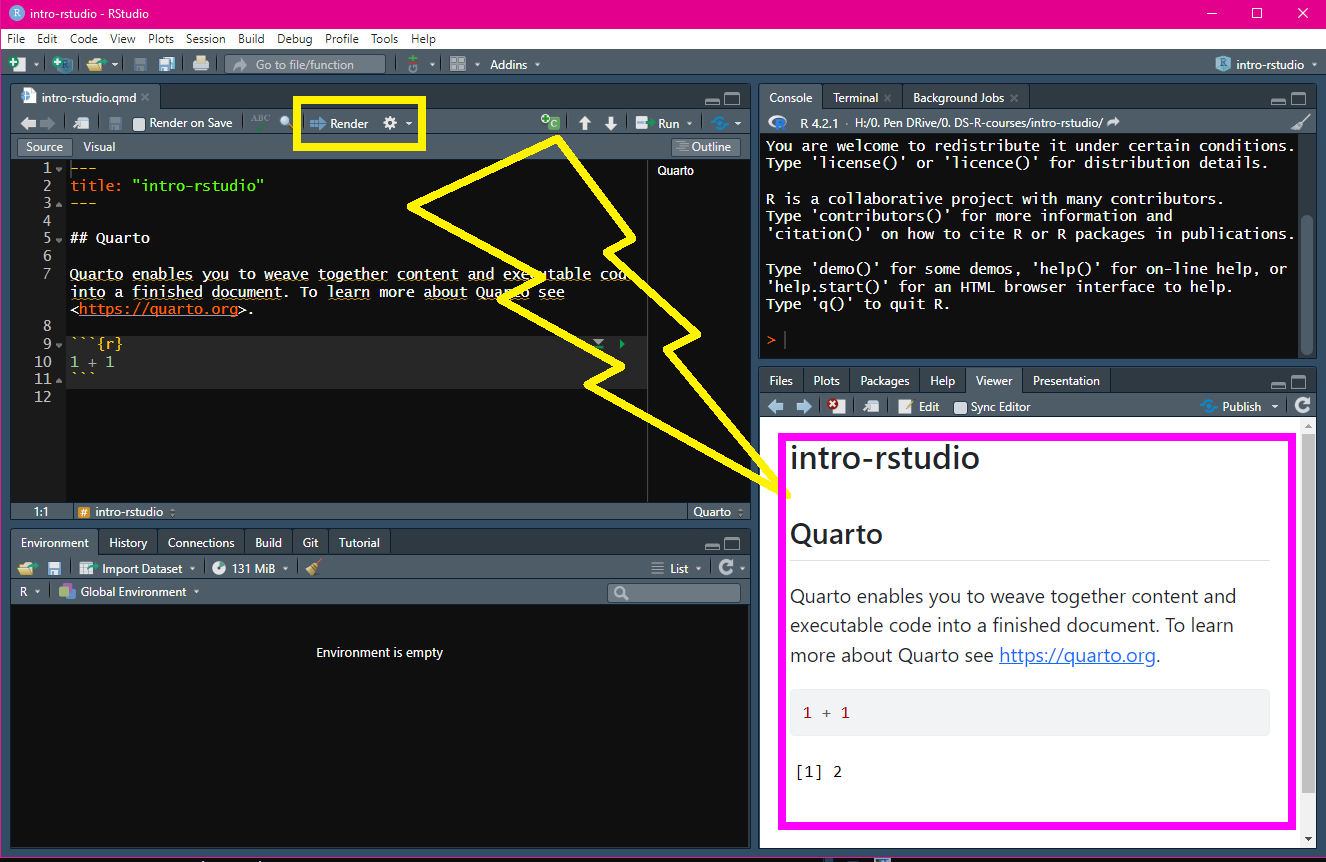 intro-rstudio - RStudio
File Edit Code View Plots Session Build Debug Profile Tools Help
Go to file/function Addins intro-rstudio
intro-rstudio.qmd
Render on Save ABC Render Run
Source Visual Outline
1 ---
2 title: "intro-rstudio"
3 ---
4
5 ## Quarto
6
7 Quarto enables you to weave together content and executable code
into a finished document. To learn more about Quarto see
<https://quarto.org>.
8
9 ```{r}
10 1 + 1
11 ```
12
Quarto
1:1 # intro-rstudio Quarto
Console Terminal Background Jobs
R 4.2.1 · H:/0. Pen DRive/0. DS-R-courses/intro-rstudio/
You are welcome to redistribute it under certain conditions.
Type 'license()' or 'licence()' for distribution details.
R is a collaborative project with many contributors.
Type 'contributors()' for more information and
'citation()' on how to cite R or R packages in publications.
Type 'demo()' for some demos, 'help()' for on-line help, or
'help.start()' for an HTML browser interface to help.
Type 'q()' to quit R.
>
Environment History Connections Build Git Tutorial
Import Dataset 131 MiB List
R Global Environment
Environment is empty
Files Plots Packages Help Viewer Presentation
Edit Sync Editor Publish
intro-rstudio
Quarto
Quarto enables you to weave together content and
executable code into a finished document. To learn
more about Quarto see https://quarto.org.
1 + 1
[1] 2